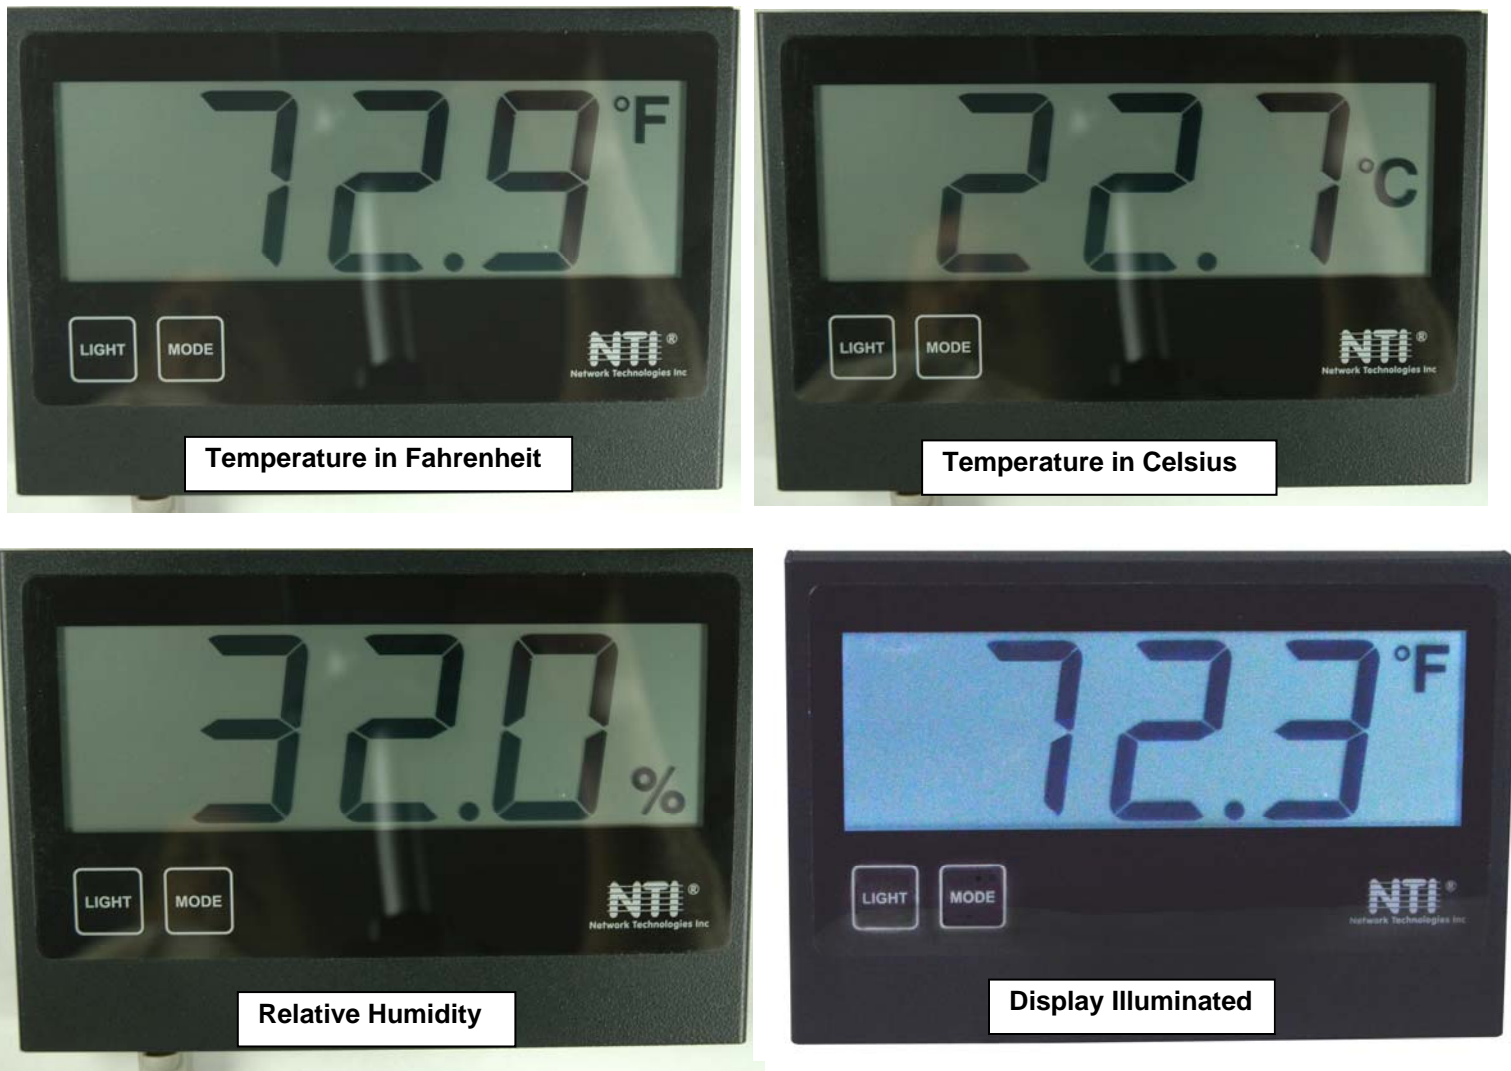 72.9 °F
LIGHT MODE NTI ®
Network Technologies Inc
Temperature in Fahrenheit
22.7 °C
LIGHT MODE NTI ®
Network Technologies Inc
Temperature in Celsius
32.0 %
LIGHT MODE NTI ®
Network Technologies Inc
Relative Humidity
72.3 °F
LIGHT MODE NTI ®
Network Technologies Inc
Display Illuminated